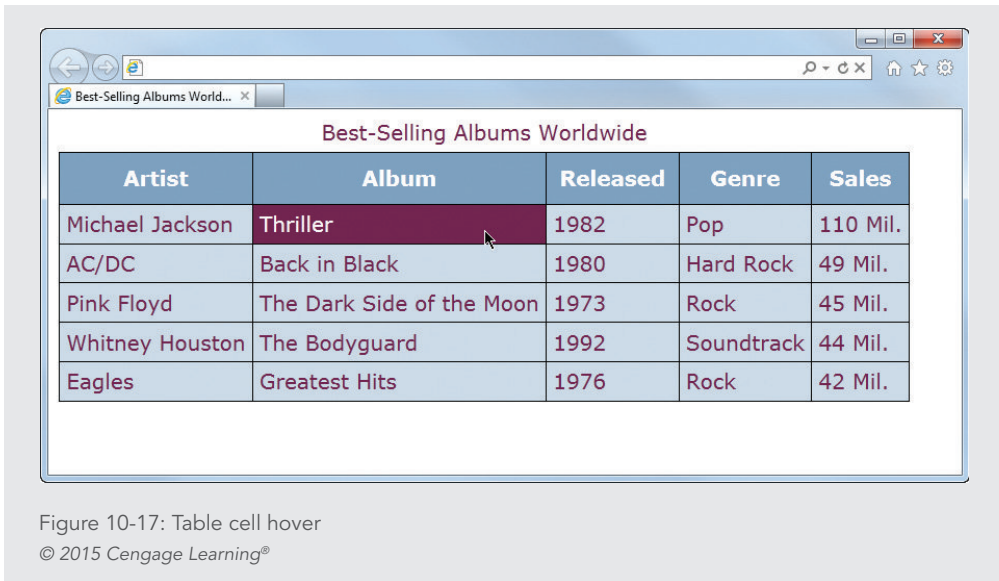 Best-Selling Albums World...
Best-Selling Albums Worldwide
Artist Album Released Genre Sales
Michael Jackson Thriller 1982 Pop 110 Mil.
AC/DC Back in Black 1980 Hard Rock 49 Mil.
Pink Floyd The Dark Side of the Moon 1973 Rock 45 Mil.
Whitney Houston The Bodyguard 1992 Soundtrack 44 Mil.
Eagles Greatest Hits 1976 Rock 42 Mil.
Figure 10-17: Table cell hover
© 2015 Cengage Learning®